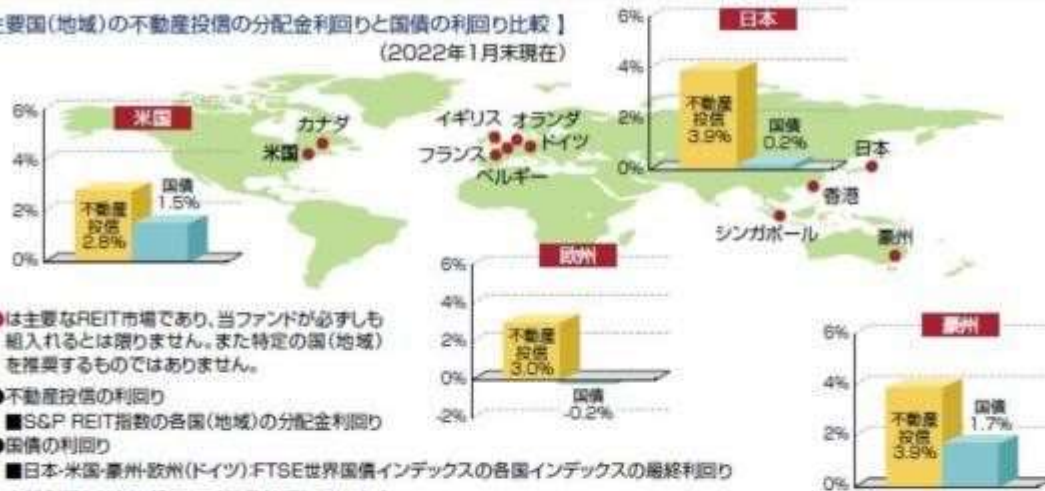 主要国(地域)の不動産投信の分配金利回りと国債の利回り比較】
(2022年1月末現在)
米国
6%
4%
2%
0%
不動産
投信
2.8%
国債
1.5%
カナダ
米国
イギリス
オランダ
フランス
ドイツ
ベルギー
日本
6%
4%
2%
0%
不動産
投信
3.9%
国債
0.2%
日本
香港
シンガポール
豪州
欧州
6%
4%
2%
0%
-2%
不動産
投信
3.0%
国債
-0.2%
豪州
6%
4%
2%
0%
不動産
投信
3.9%
国債
1.7%
●は主要なREIT市場であり、当ファンドが必ずしも
組入れるとは限りません。また特定の国(地域)
を推奨するものではありません。
●不動産投信の利回り
■S&P REIT指数の各国(地域)の分配金利回り
●国債の利回り
■日本・米国・豪州・欧州(ドイツ):FTSE世界国債インデックスの各国インデックスの最終利回り